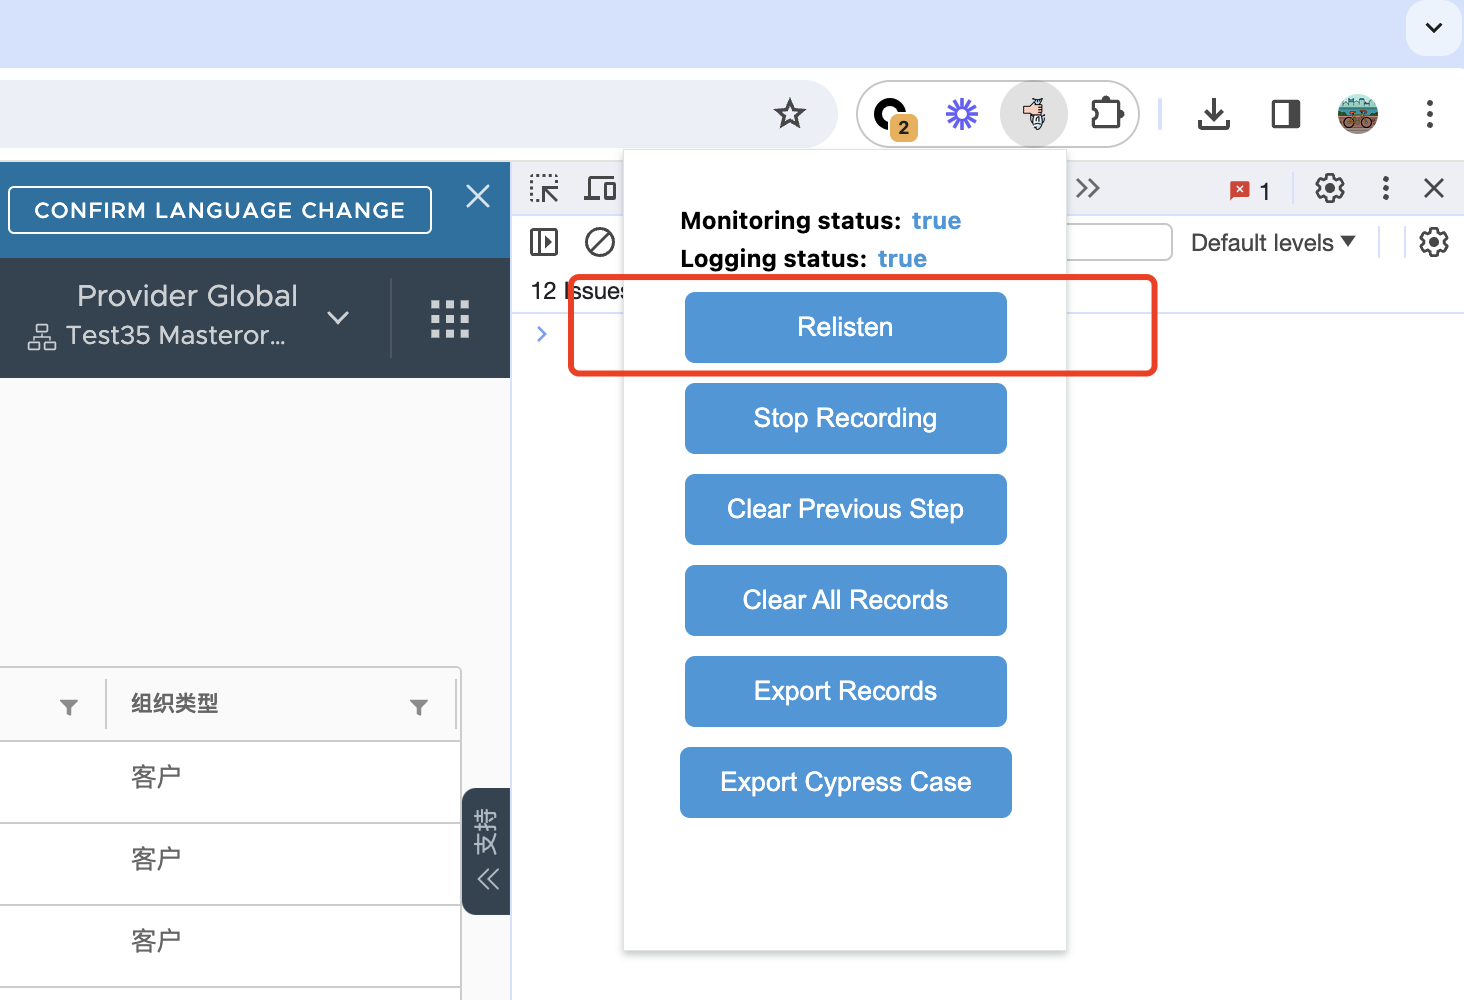 2
CONFIRM LANGUAGE CHANGE
Provider Global
Test35 Masteror...
1
Default levels
12 Issues
Monitoring status: true
Logging status: true
Relisten
Stop Recording
Clear Previous Step
Clear All Records
Export Records
Export Cypress Case
组织类型
客户
客户
客户
支持